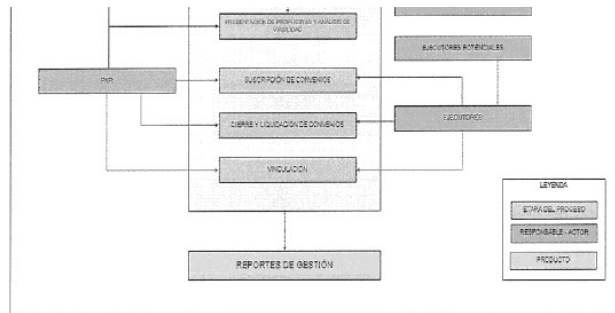 PRESENTACIÓN DE PROPUESTAS Y ANÁLISIS DE
VIABILIDAD
EJECUTORES POTENCIALES
SUSCRIPCIÓN DE CONVENIOS
CIERRE Y LIQUIDACIÓN DE CONVENIOS
EJECUTORES
VINCULACIÓN
LEYENDA
ETAPA DEL PROCESO
RESPONSABLE - ACTOR
PRODUCTO
REPORTES DE GESTIÓN